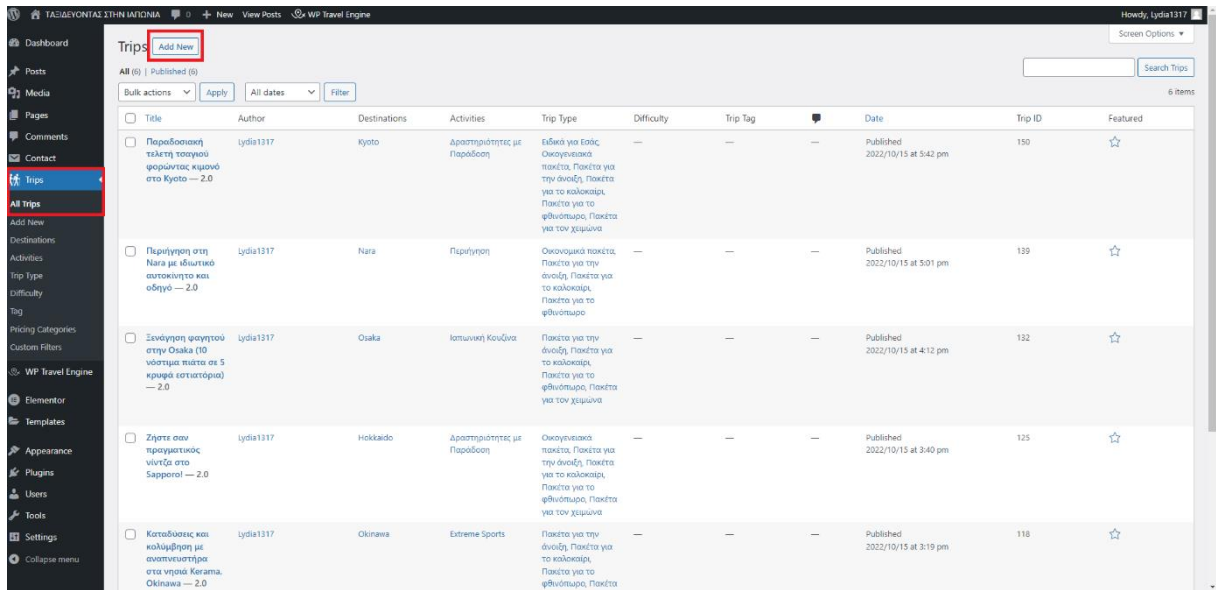 ΤΑΞΙΔΕΥΟΝΤΑΣ ΣΤΗΝ ΙΑΠΩΝΙΑ 0 + New View Posts WP Travel Engine Howdy, Lydia1317
Screen Options ▼
Dashboard
Posts
Media
Pages
Comments
Contact
Trips
All Trips
Add New
Destinations
Activities
Trip Type
Difficulty
Tag
Pricing Categories
Custom Filters
WP Travel Engine
Elementor
Templates
Appearance
Plugins
Users
Tools
Settings
Collapse menu
Trips Add New
All (6) | Published (6)
Search Trips
Bulk actions Apply All dates Filter
6 items
Title Author Destinations Activities Trip Type Difficulty Trip Tag Date Trip ID Featured
Παραδοσιακή
τελετή τσαγιού
φορώντας κιμονό
στο Kyoto — 2.0
Lydia1317
Kyoto
Δραστηριότητες με
Παράδοση
Ειδικά για Εσάς,
Οικογενειακά
πακέτα, Πακέτα για
την άνοιξη, Πακέτα
για το καλοκαίρι,
Πακέτα για το
φθινόπωρο, Πακέτα
για τον χειμώνα
— — —
Published
2022/10/15 at 5:42 pm
150
Περιήγηση στη
Nara με ιδιωτικό
αυτοκίνητο και
οδηγό — 2.0
Lydia1317
Nara
Περιήγηση
Οικονομικά πακέτα,
Πακέτα για την
άνοιξη, Πακέτα για
το καλοκαίρι,
Πακέτα για το
φθινόπωρο
— — —
Published
2022/10/15 at 5:01 pm
139
Ξενάγηση φαγητού
στην Osaka (10
νόστιμα πιάτα σε 5
κρυφά εστιατόρια)
— 2.0
Lydia1317
Osaka
Ιαπωνική Κουζίνα
Πακέτα για την
άνοιξη, Πακέτα για
το καλοκαίρι,
Πακέτα για το
φθινόπωρο, Πακέτα
για τον χειμώνα
— — —
Published
2022/10/15 at 4:12 pm
132
Ζήστε σαν
πραγματικός
νίντζα στο
Sapporo! — 2.0
Lydia1317
Hokkaido
Δραστηριότητες με
Παράδοση
Οικογενειακά
πακέτα, Πακέτα για
την άνοιξη, Πακέτα
για το καλοκαίρι,
Πακέτα για το
φθινόπωρο, Πακέτα
για τον χειμώνα
— — —
Published
2022/10/15 at 3:40 pm
125
Καταδύσεις και
κολύμβηση με
αναπνευστήρα
στα νησιά Kerama,
Okinawa — 2.0
Lydia1317
Okinawa
Extreme Sports
Πακέτα για την
άνοιξη, Πακέτα για
το καλοκαίρι,
Πακέτα για το
φθινόπωρο, Πακέτα
— — —
Published
2022/10/15 at 3:19 pm
118